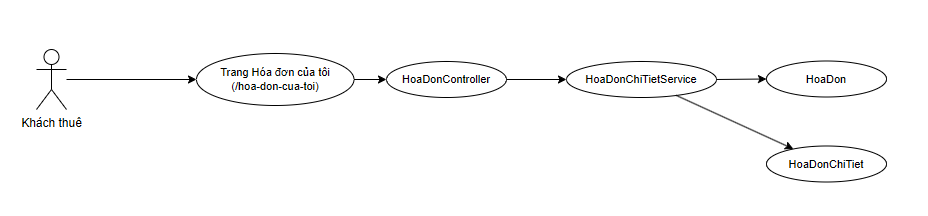 Trang Hóa đơn của tôi
(/hoa-don-cua-toi)
HoaDonController
HoaDonChiTietService
HoaDon
Khách thuê
HoaDonChiTiet